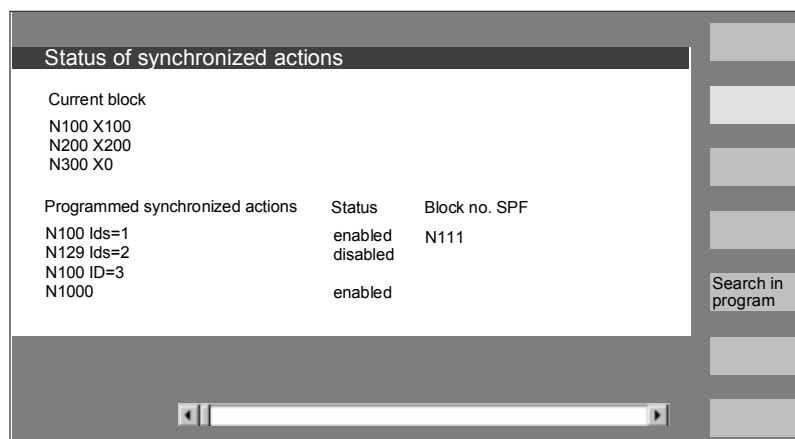 Status of synchronized actions
Current block
N100 X100
N200 X200
N300 X0
Programmed synchronized actions Status Block no. SPF
N100 Ids=1 enabled N111
N129 Ids=2 disabled
N100 ID=3
N1000 enabled
Search in
program